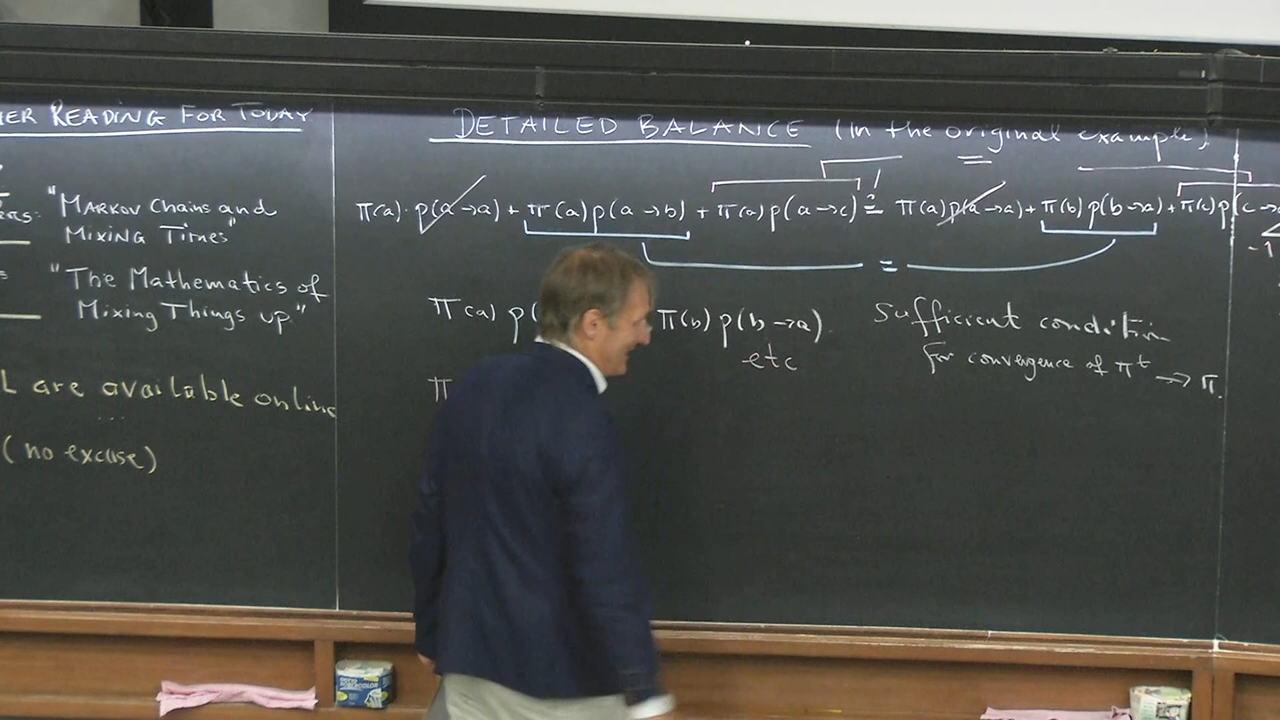 READING FOR TODAY
"MARKOV Chains and
MIXING TIMES"
"The Mathematics of
Mixing Things up."
L are available online
...
(no excuse)
DETAILED BALANCE (in the original example)
π(a)·p(a→a) + π(a)p(a→b) + π(a)p(a→c) ?= π(a)p(a→a) + π(b)p(b→a) + π(c)p(c→
=
-1
π(a) p( π(b) p(b→a)
etc
π
Sufficient condition
for convergence of π^t → π.